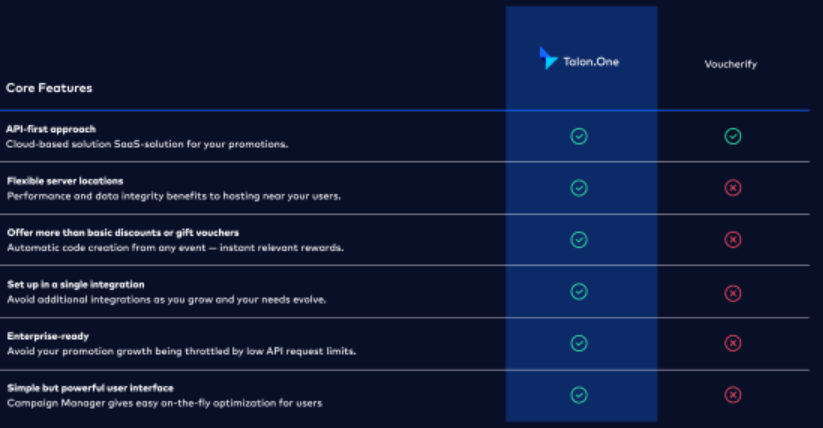 Talon.One
Voucherify
Core Features
API-first approach
Cloud-based solution SaaS-solution for your promotions.
Flexible server locations
Performance and data integrity benefits to hosting near your users.
Offer more than basic discounts or gift vouchers
Automatic code creation from any event — instant relevant rewards.
Set up in a single integration
Avoid additional integrations as you grow and your needs evolve.
Enterprise-ready
Avoid your promotion growth being throttled by low API request limits.
Simple but powerful user interface
Campaign Manager gives easy on-the-fly optimization for users